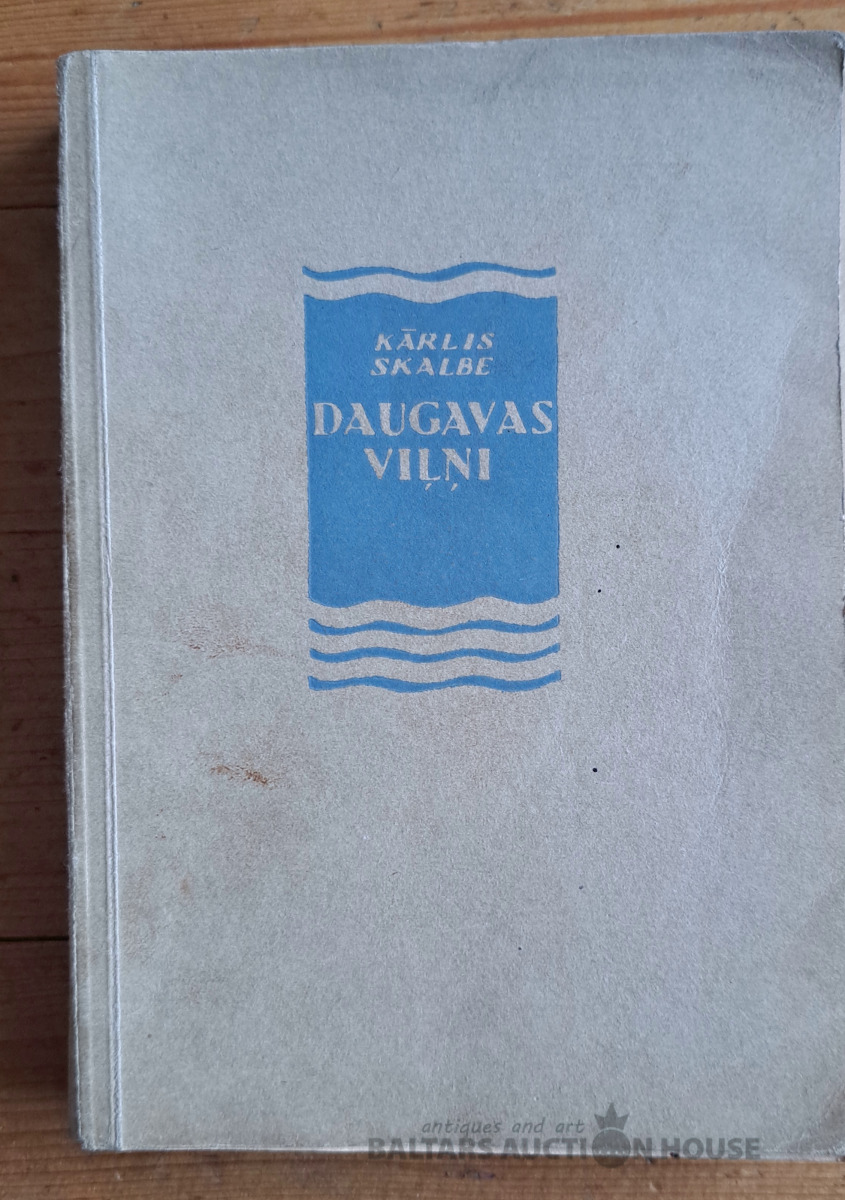 KĀRLIS
SKALBE
DAUGAVAS
VIĻŅI
antiques and art
BALTARS AUCTION HOUSE